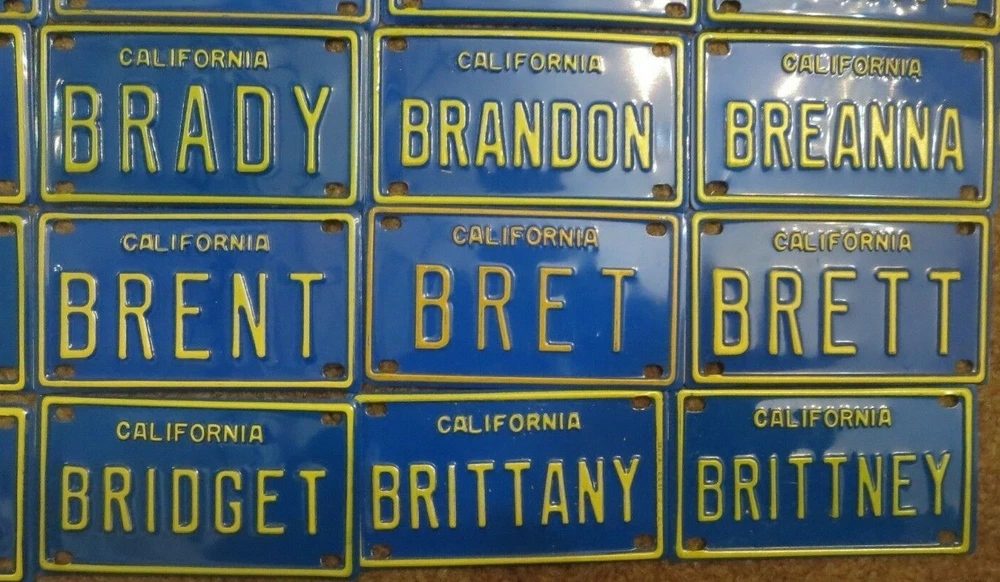 CALIFORNIA
BRADY
CALIFORNIA
BRANDON
CALIFORNIA
BREANNA
CALIFORNIA
BRENT
CALIFORNIA
BRET
CALIFORNIA
BRETT
CALIFORNIA
BRIDGET
CALIFORNIA
BRITTANY
CALIFORNIA
BRITTNEY